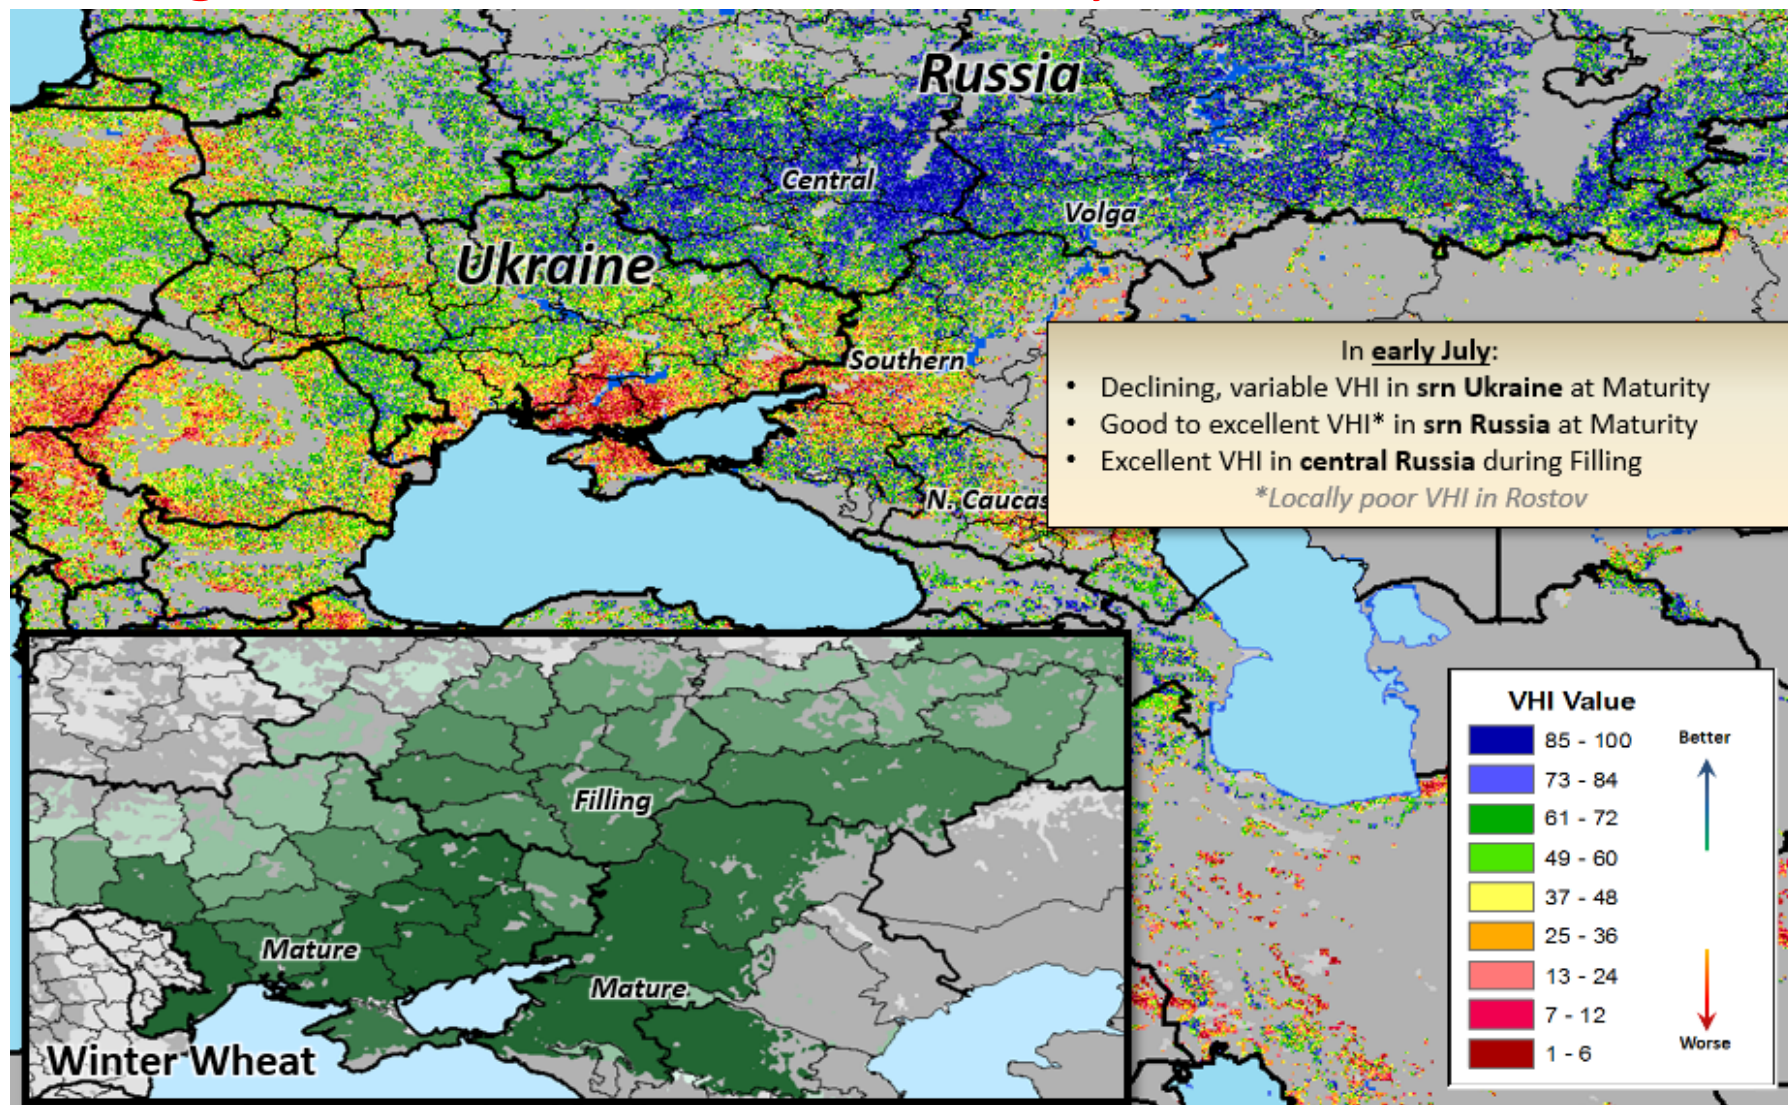 Russia
Central
Volga
Ukraine
Southern
In early July:
• Declining, variable VHI in srn Ukraine at Maturity
• Good to excellent VHI* in srn Russia at Maturity
• Excellent VHI in central Russia during Filling
*Locally poor VHI in Rostov
N. Caucas
VHI Value
85 - 100
73 - 84
61 - 72
49 - 60
37 - 48
25 - 36
13 - 24
7 - 12
1 - 6
Better
Worse
Filling
Mature
Mature
Winter Wheat